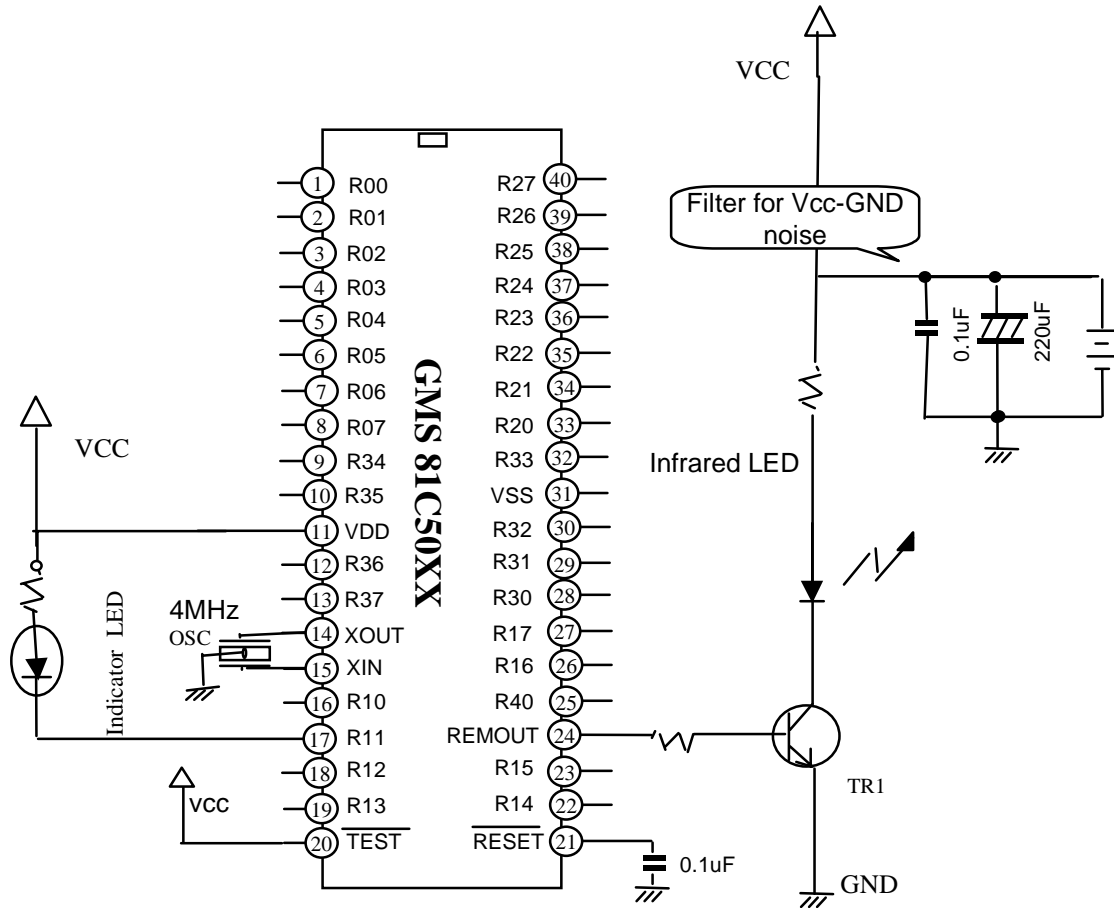 VCC
Filter for Vcc-GND
noise
0.1uF
220uF
Infrared LED
TR1
GND
GMS 81C50XX
1 R00
2 R01
3 R02
4 R03
5 R04
6 R05
7 R06
8 R07
9 R34
10 R35
11 VDD
12 R36
13 R37
14 XOUT
15 XIN
16 R10
17 R11
18 R12
19 R13
20 TEST
R27 40
R26 39
R25 38
R24 37
R23 36
R22 35
R21 34
R20 33
R33 32
VSS 31
R32 30
R31 29
R30 28
R17 27
R16 26
R40 25
REMOUT 24
R15 23
R14 22
RESET 21
0.1uF
VCC
Indicator LED
4MHz
OSC
vcc